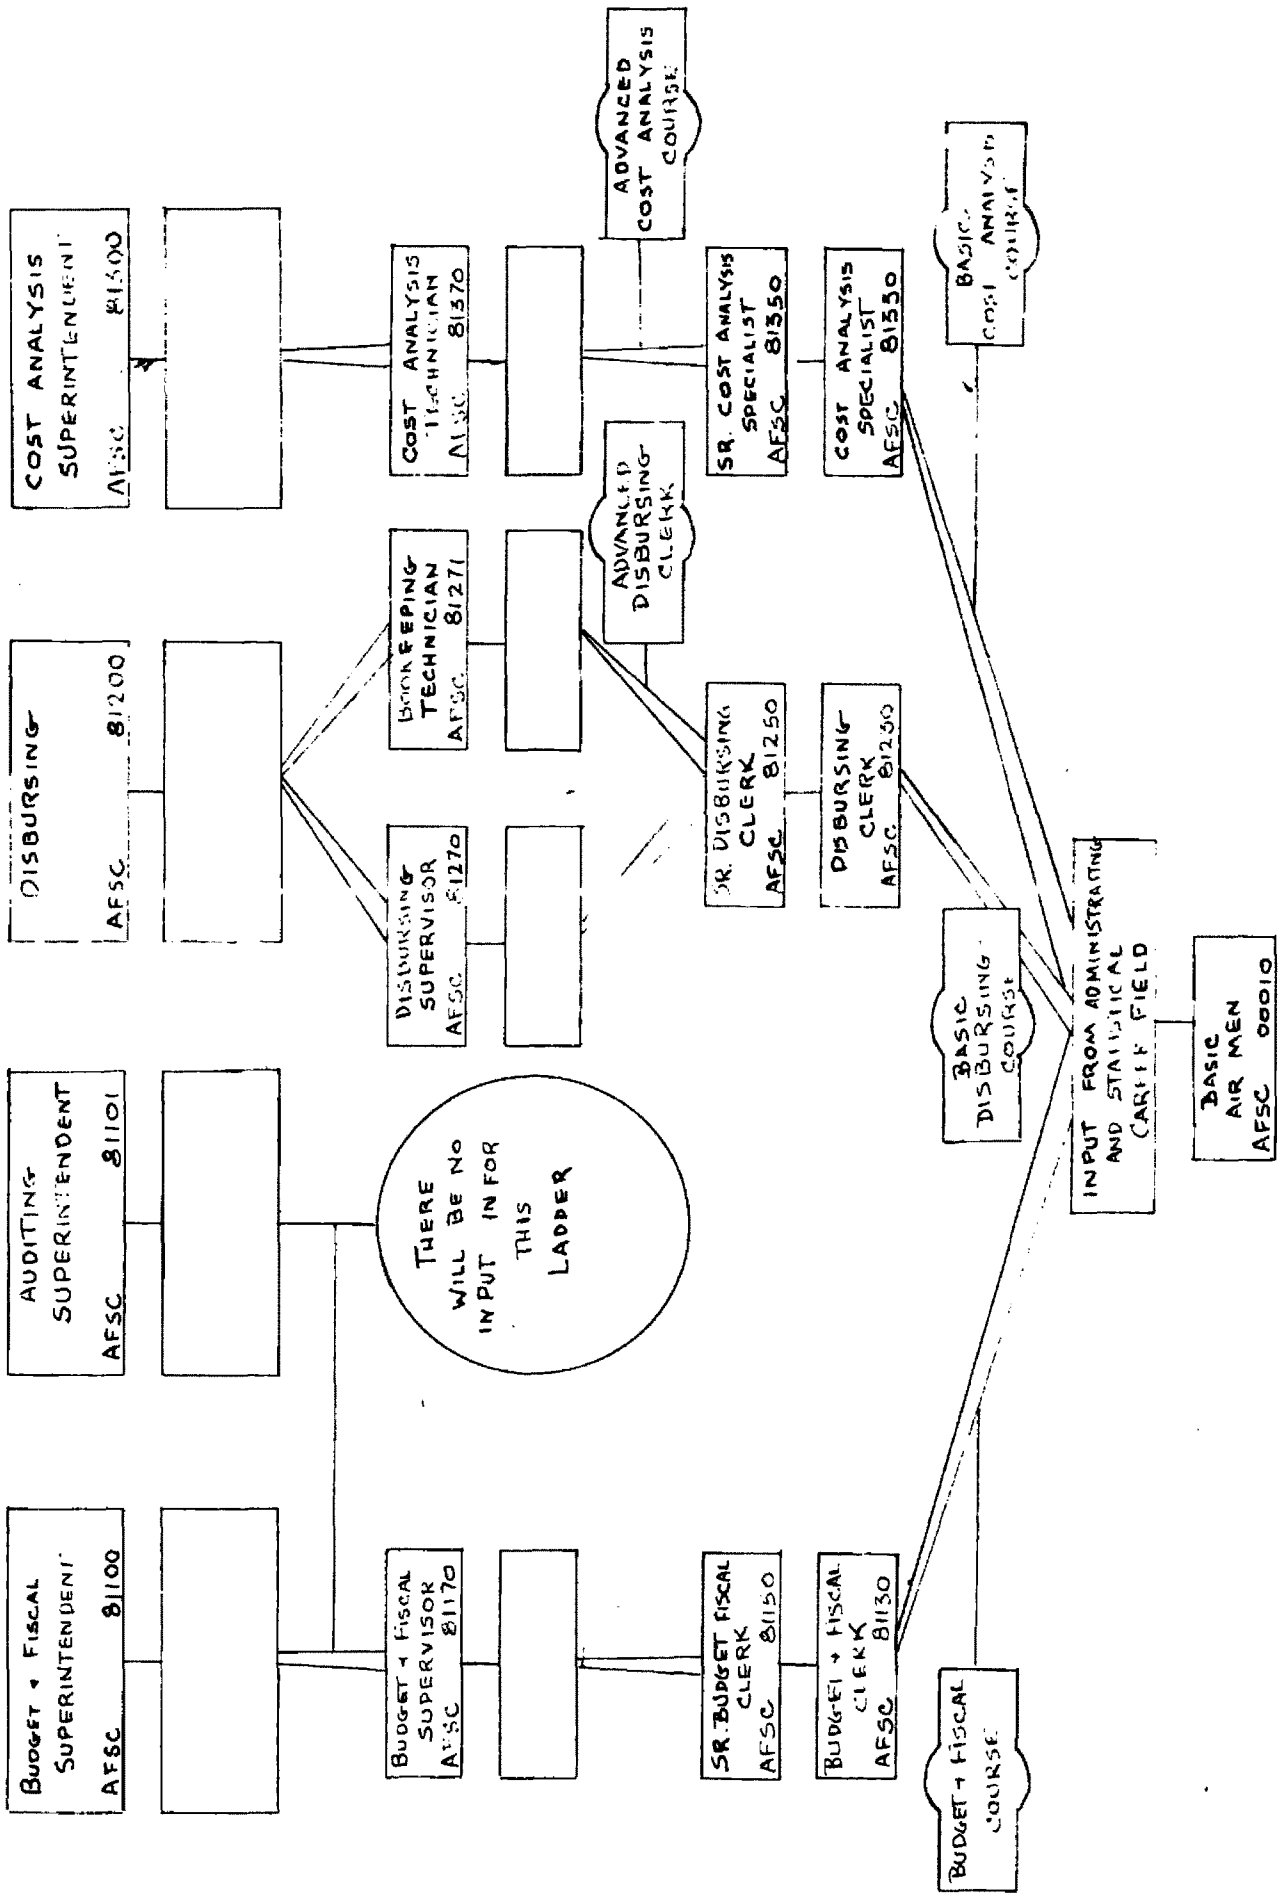 BUDGET + FISCAL
SUPERINTENDENT
AFSC 81100
AUDITING
SUPERINTENDENT
AFSC 81101
DISBURSING
AFSC 81200
COST ANALYSIS
SUPERINTENDENT
AFSC 81300
BUDGET + FISCAL
SUPERVISOR
AFSC 81170
THERE
WILL BE NO
INPUT IN FOR
THIS
LADDER
DISBURSING
SUPERVISOR
AFSC 81270
BOOKEEPING
TECHNICIAN
AFSC 81271
COST ANALYSIS
TECHNICIAN
AFSC 81370
ADVANCED
DISBURSING
CLERK
ADVANCED
COST ANALYSIS
COURSE
SR. BUDGET FISCAL
CLERK
AFSC 81150
SR. DISBURSING
CLERK
AFSC 81250
SR. COST ANALYSIS
SPECIALIST
AFSC 81350
BUDGET + FISCAL
CLERK
AFSC 81130
DISBURSING
CLERK
AFSC 81230
COST ANALYSIS
SPECIALIST
AFSC 81330
BUDGET + FISCAL
COURSE
BASIC
DISBURSING
COURSE
BASIC
COST ANALYSIS
COURSE
INPUT FROM ADMINISTRATING
AND STATISTICAL
CAREER FIELD
BASIC
AIR MEN
AFSC 00010